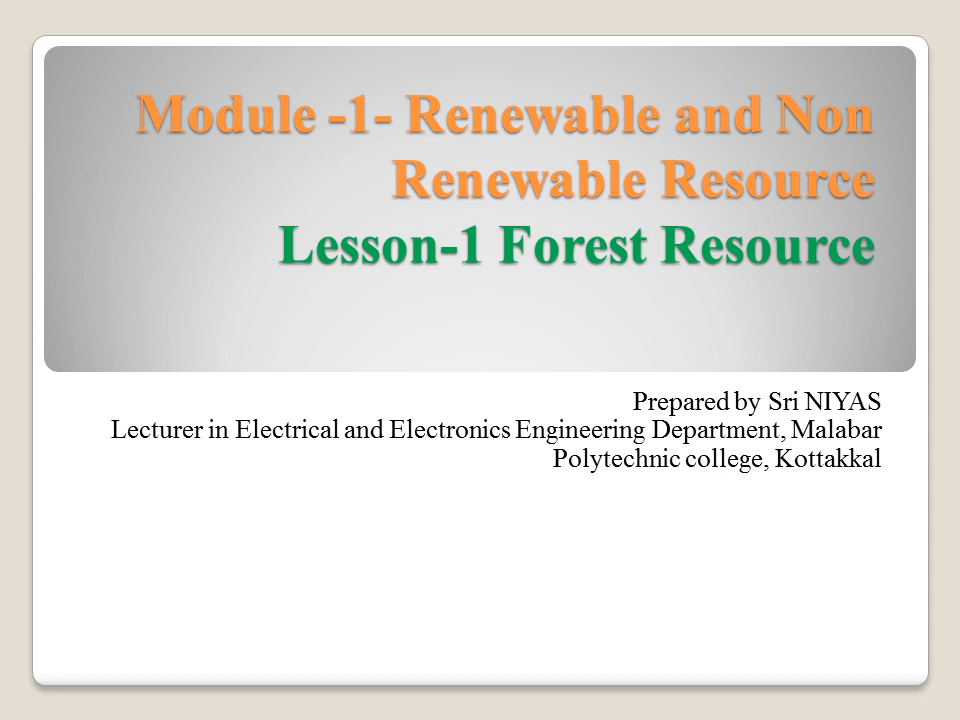 Module -1- Renewable and Non
Renewable Resource
Lesson-1 Forest Resource
Prepared by Sri NIYAS
Lecturer in Electrical and Electronics Engineering Department, Malabar
Polytechnic college, Kottakkal